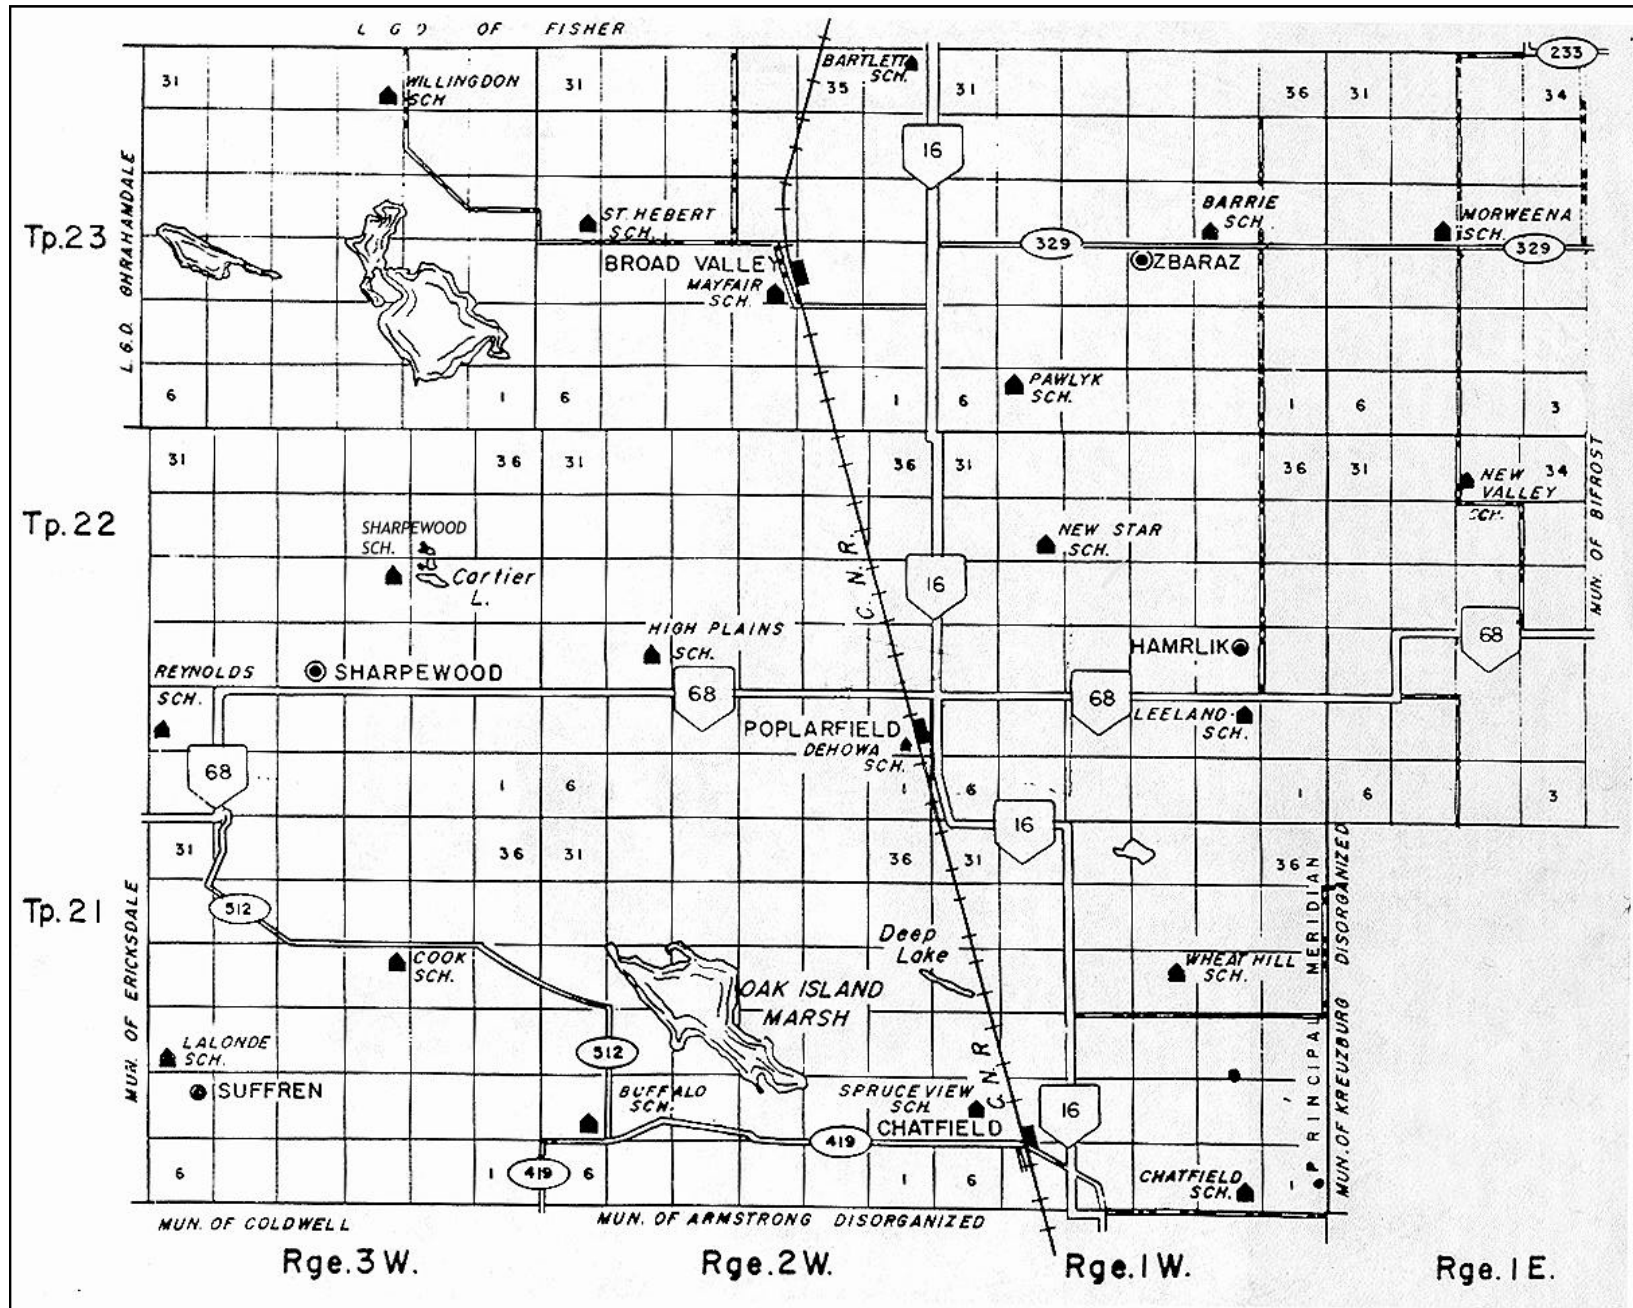 L G D OF FISHER
233
31
WILLINGDON
SCH
31
BARTLETT
SCH.
35
31
36
31
34
16
L.G.D. GHRAHAMDALE
Tp.23
ST. HEBERT
SCH.
BARRIE
SCH.
MORWEENA
SCH.
329
329
BROAD VALLEY
ZBARAZ
MAYFAIR
SCH.
PAWLYK
SCH.
6
1
6
1
6
1
6
3
31
36
31
36
31
36
31
34
NEW
VALLEY
SCH.
MUN. OF BIFROST
Tp.22
SHARPEWOOD
SCH.
Cartier
L.
C. N. R.
NEW STAR
SCH.
16
HIGH PLAINS
SCH.
HAMRLIK
68
REYNOLDS
SCH.
SHARPEWOOD
68
68
LEELAND
SCH.
POPLARFIELD
DEHOWA
SCH.
68
1
6
1
6
1
6
3
16
31
36
31
36
31
36
Tp.21
MUN. OF ERICKSDALE
512
COOK
SCH.
Deep
Lake
WHEAT HILL
SCH.
OAK ISLAND
MARSH
PRINCIPAL MERIDIAN
MUN. OF KREUZBURG DISORGANIZED
LALONDE
SCH.
512
C. N. R
SUFFREN
BUFFALO
SCH.
SPRUCEVIEW
SCH.
16
CHATFIELD
419
6
1
419
6
1
6
CHATFIELD
SCH.
1
MUN. OF COLDWELL
MUN. OF ARMSTRONG DISORGANIZED
Rge.3W.
Rge.2W.
Rge.1W.
Rge.1E.